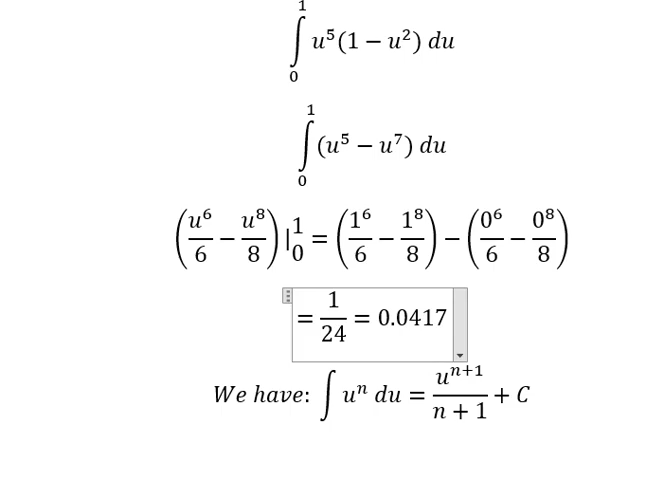 ∫₀¹ u⁵(1 − u²) du
∫₀¹ (u⁵ − u⁷) du
(u⁶/6 − u⁸/8) |₀¹ = (1⁶/6 − 1⁸/8) − (0⁶/6 − 0⁸/8)
= 1/24 = 0.0417
We have: ∫ uⁿ du = uⁿ⁺¹/(n + 1) + C